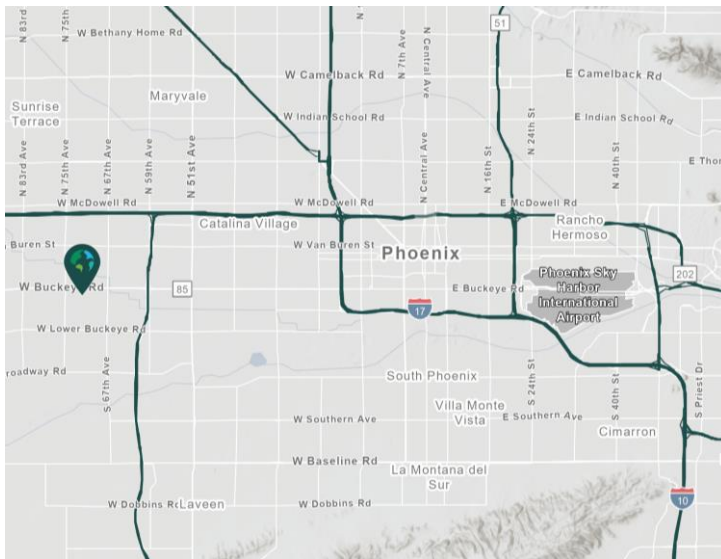 N 83rd
N 75th
N 7th Ave
N Central Ave
51
W Bethany Home Rd
W Camelback Rd
E Camelback Rd
Maryvale
Sunrise
Terrace
W Indian School Rd
E Indian School Rd
N 24th St
N 83rd Ave
N 75th Ave
N 67th Ave
N 59th Ave
N 51st Ave
N Central Ave
N 16th St
N 40th St
E Tho
W McDowell Rd
W McDowell Rd
E McDowell Rd
Catalina Village
Rancho
Hermoso
Buren St
W Van Buren St
Phoenix
202
Phoenix Sky
Harbor
International
Airport
W Buckeye Rd
85
E Buckeye Rd
17
W Lower Buckeye Rd
roadway Rd
S 67th Ave
South Phoenix
S 24th St
S 40th St
S Priest Dr
Villa Monte
Vista
W Southern Ave
E Southern Ave
Cimarron
W Baseline Rd
La Montana del
Sur
W Dobbins Rd
Laveen
W Dobbins Rd
10